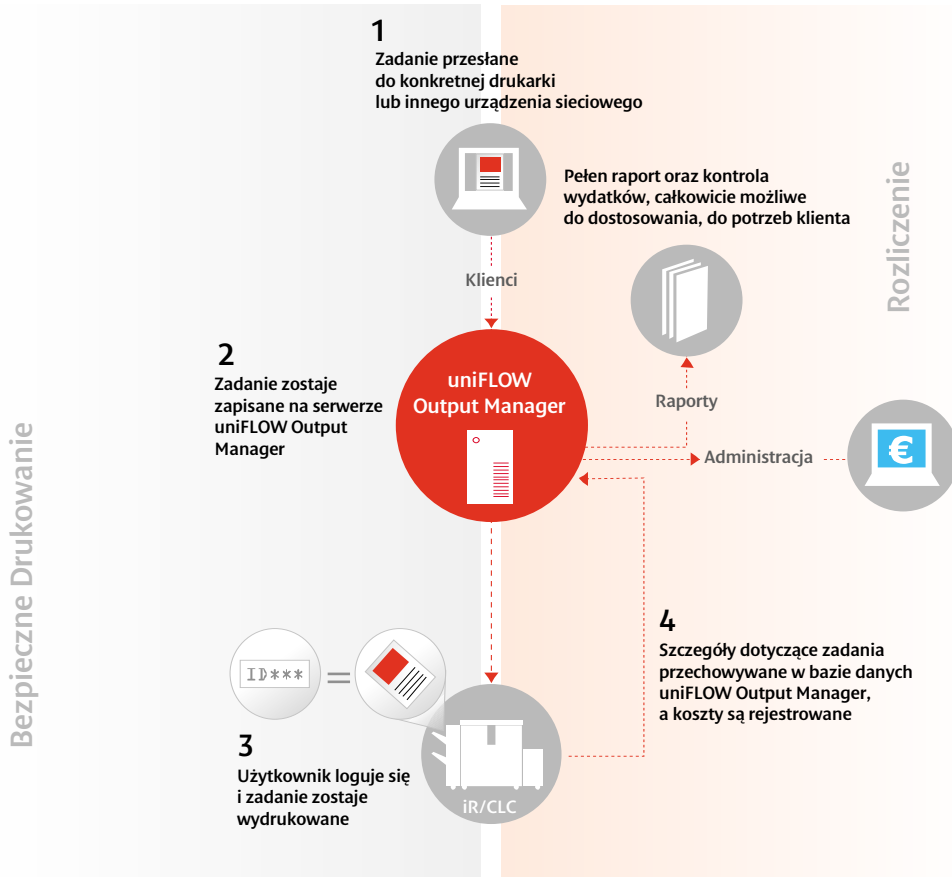 1
Zadanie przesłane
do konkretnej drukarki
lub innego urządzenia sieciowego
Pełen raport oraz kontrola
wydatków, całkowicie możliwe
do dostosowania, do potrzeb klienta
Rozliczenie
Klienci
2
Zadanie zostaje
zapisane na serwerze
uniFLOW Output
Manager
uniFLOW
Output Manager
Raporty
Administracja
€
Bezpieczne Drukowanie
4
Szczegóły dotyczące zadania
przechowywane w bazie danych
uniFLOW Output Manager,
a koszty są rejestrowane
ID***
=
3
Użytkownik loguje się
i zadanie zostaje
wydrukowane
iR/CLC